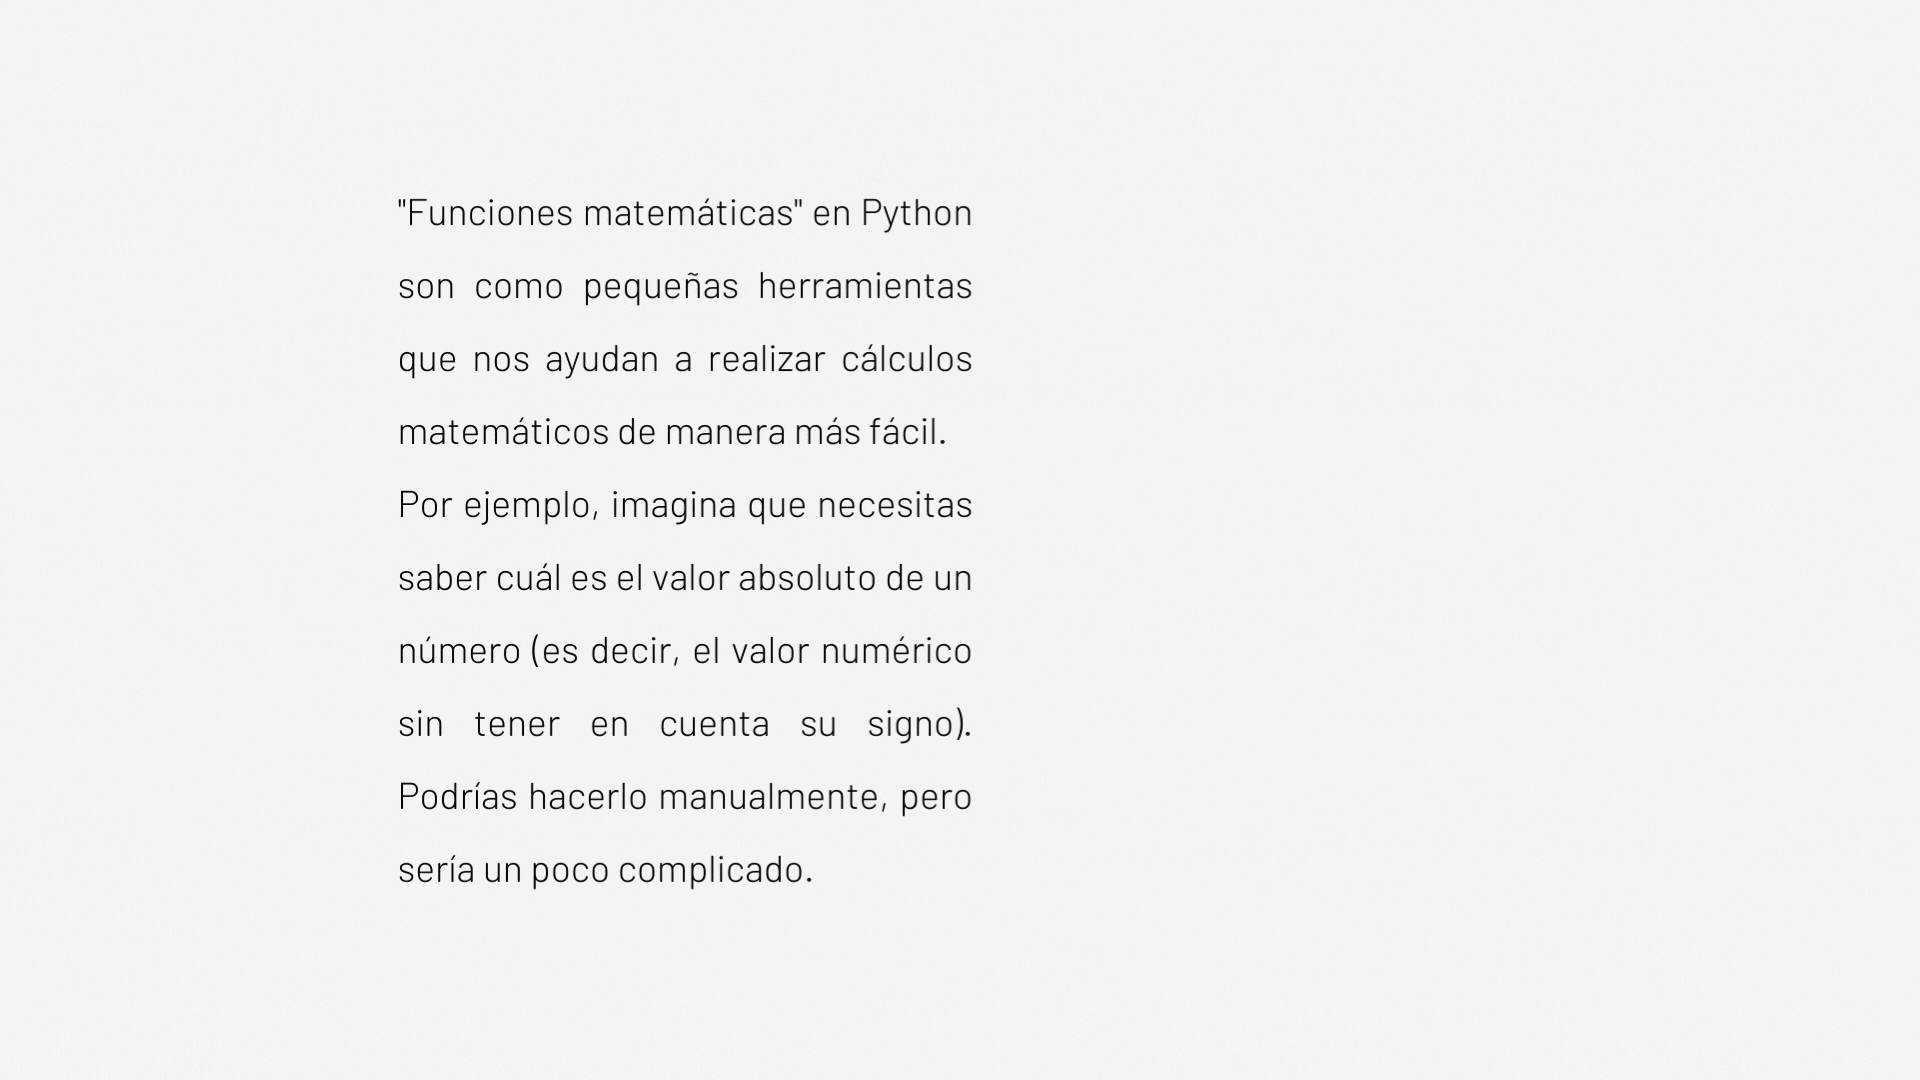 "Funciones matemáticas" en Python
son como pequeñas herramientas
que nos ayudan a realizar cálculos
matemáticos de manera más fácil.
Por ejemplo, imagina que necesitas
saber cuál es el valor absoluto de un
número (es decir, el valor numérico
sin tener en cuenta su signo).
Podrías hacerlo manualmente, pero
sería un poco complicado.